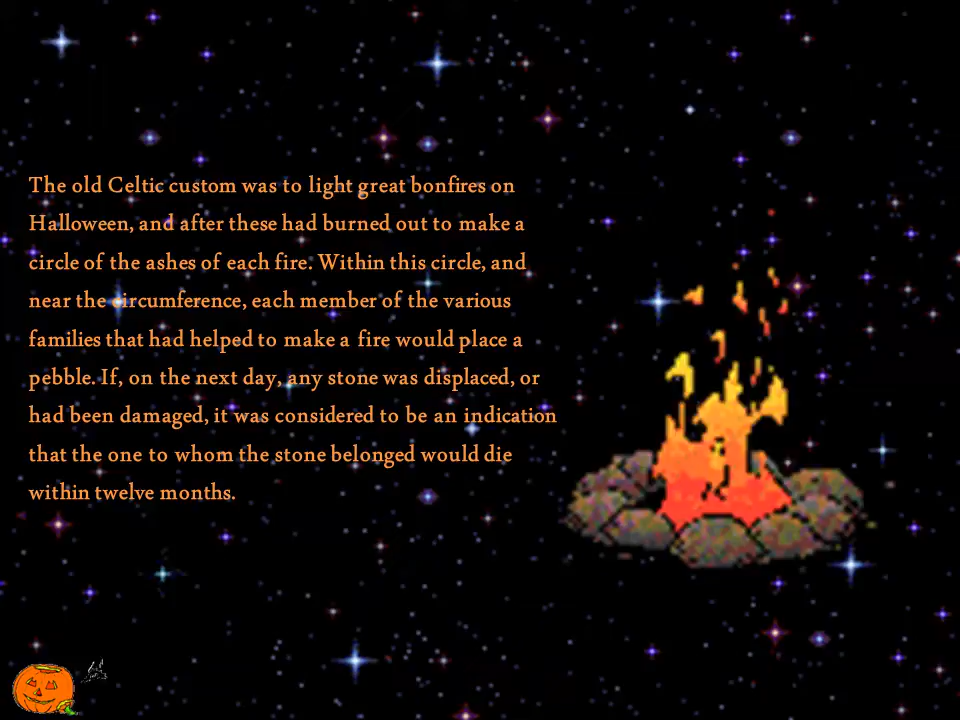 The old Celtic custom was to light great bonfires on
Halloween, and after these had burned out to make a
circle of the ashes of each fire. Within this circle, and
near the circumference, each member of the various
families that had helped to make a fire would place a
pebble. If, on the next day, any stone was displaced, or
had been damaged, it was considered to be an indication
that the one to whom the stone belonged would die
within twelve months.